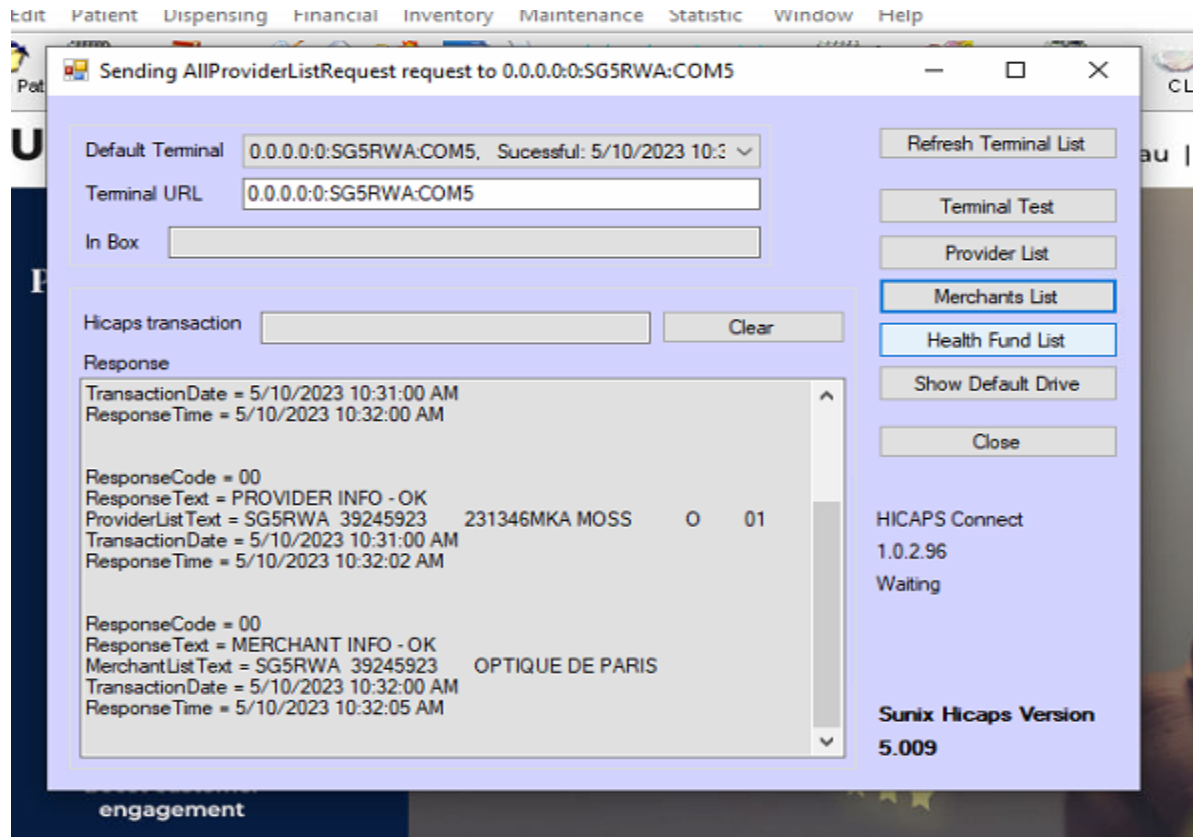 Edit Patient Dispensing Financial Inventory Maintenance Statistic Window Help
Sending AllProviderListRequest request to 0.0.0.0:0:SG5RWA:COM5
Pat
CL
U
au |
P
Default Terminal 0.0.0.0:0:SG5RWA:COM5, Sucessful: 5/10/2023 10:3
Terminal URL 0.0.0.0:0:SG5RWA:COM5
In Box
Refresh Terminal List
Terminal Test
Provider List
Merchants List
Health Fund List
Show Default Drive
Close
Hicaps transaction
Clear
Response
TransactionDate = 5/10/2023 10:31:00 AM
ResponseTime = 5/10/2023 10:32:00 AM
ResponseCode = 00
ResponseText = PROVIDER INFO - OK
ProviderListText = SG5RWA 39245923 231346MKA MOSS O 01
TransactionDate = 5/10/2023 10:31:00 AM
ResponseTime = 5/10/2023 10:32:02 AM
ResponseCode = 00
ResponseText = MERCHANT INFO - OK
MerchantListText = SG5RWA 39245923 OPTIQUE DE PARIS
TransactionDate = 5/10/2023 10:32:00 AM
ResponseTime = 5/10/2023 10:32:05 AM
HICAPS Connect
1.0.2.96
Waiting
Sunix Hicaps Version
5.009
engagement